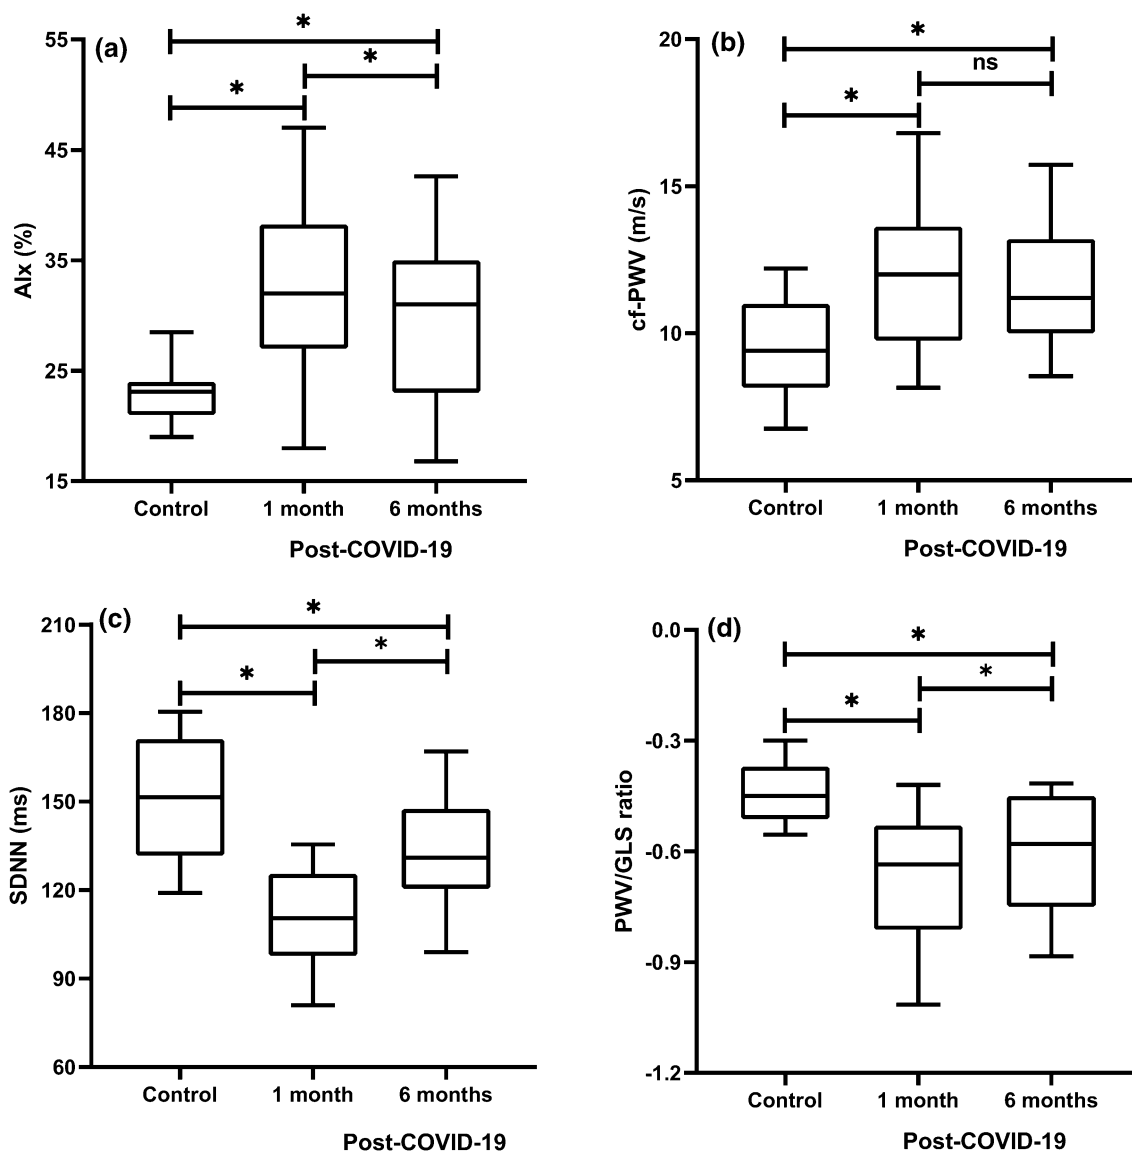 (a)
AIx (%)
55
45
35
25
15
*
*
*
Control
1 month
6 months
Post-COVID-19
(b)
cf-PWV (m/s)
20
15
10
5
*
ns
*
Control
1 month
6 months
Post-COVID-19
(c)
SDNN (ms)
210
180
150
120
90
60
*
*
*
Control
1 month
6 months
Post-COVID-19
(d)
PWV/GLS ratio
0.0
-0.3
-0.6
-0.9
-1.2
*
*
*
Control
1 month
6 months
Post-COVID-19